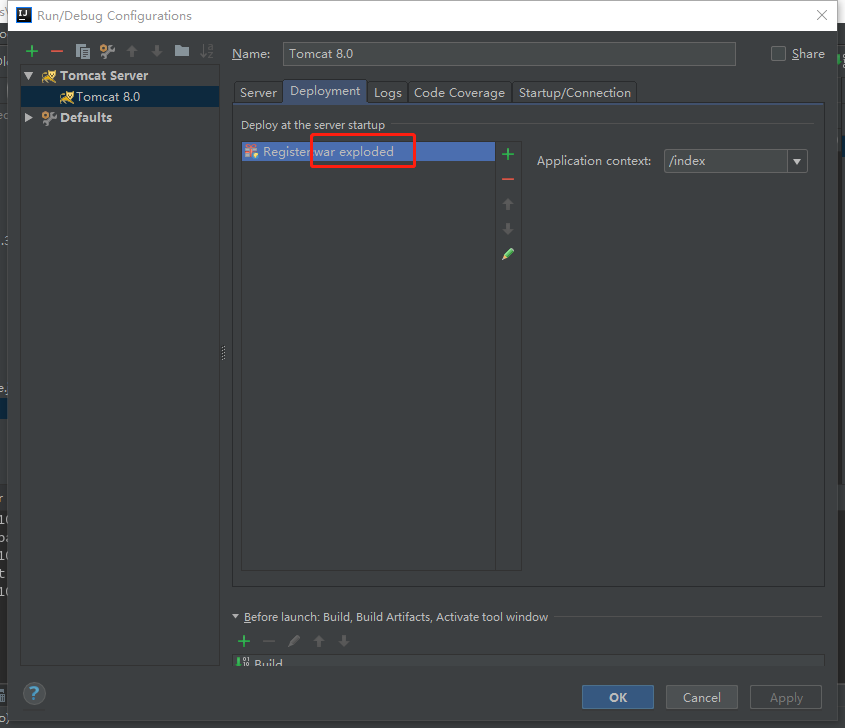 Run/Debug Configurations
Name: Tomcat 8.0
Share
Tomcat Server
Tomcat 8.0
Defaults
Server Deployment Logs Code Coverage Startup/Connection
Deploy at the server startup
Register:war exploded
Application context: /index
Before launch: Build, Build Artifacts, Activate tool window
Build
? OK Cancel Apply